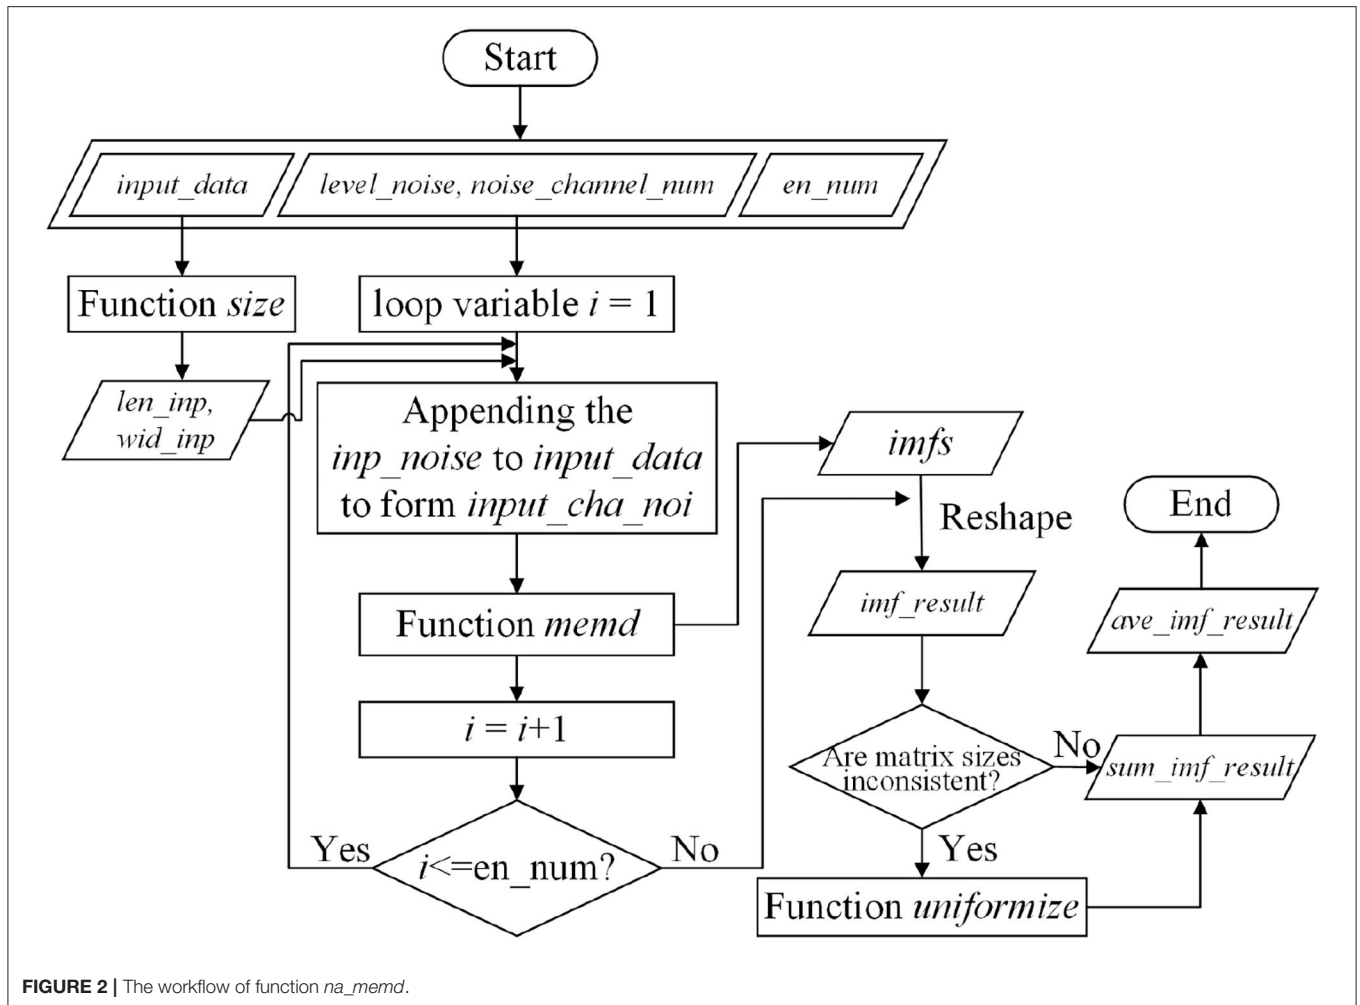 Start
input_data
level_noise, noise_channel_num
en_num
Function size
loop variable i = 1
len_inp,
wid_inp
Appending the
inp_noise to input_data
to form input_cha_noi
imfs
Reshape
End
Function memd
imf_result
ave_imf_result
i = i+1
Are matrix sizes
inconsistent?
No
sum_imf_result
Yes
i<=en_num?
No
Yes
Function uniformize
FIGURE 2 | The workflow of function na_memd.